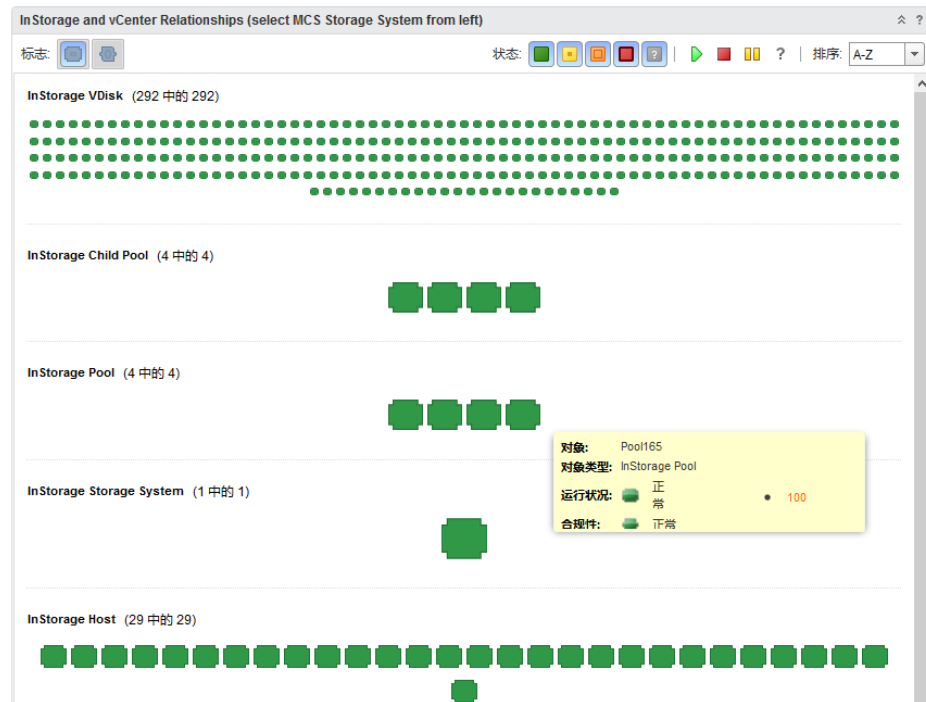 InStorage and vCenter Relationships (select MCS Storage System from left)
?
标志:
状态:
?
?
排序:
A-Z
InStorage VDisk (292 中的 292)
InStorage Child Pool (4 中的 4)
InStorage Pool (4 中的 4)
对象: Pool165
对象类型: InStorage Pool
运行状况: 正
常
100
合规性: 正常
InStorage Storage System (1 中的 1)
InStorage Host (29 中的 29)